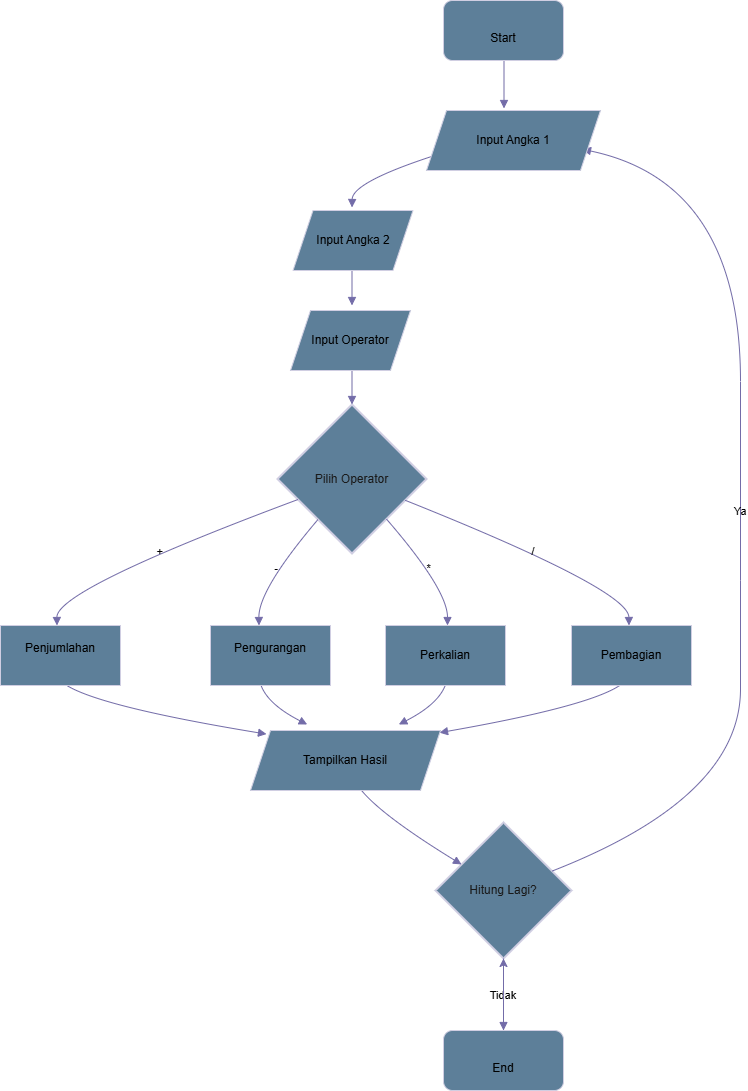 Start
Input Angka 1
Input Angka 2
Input Operator
Pilih Operator
+
-
*
/
Ya
Penjumlahan
Pengurangan
Perkalian
Pembagian
Tampilkan Hasil
Hitung Lagi?
Tidak
End